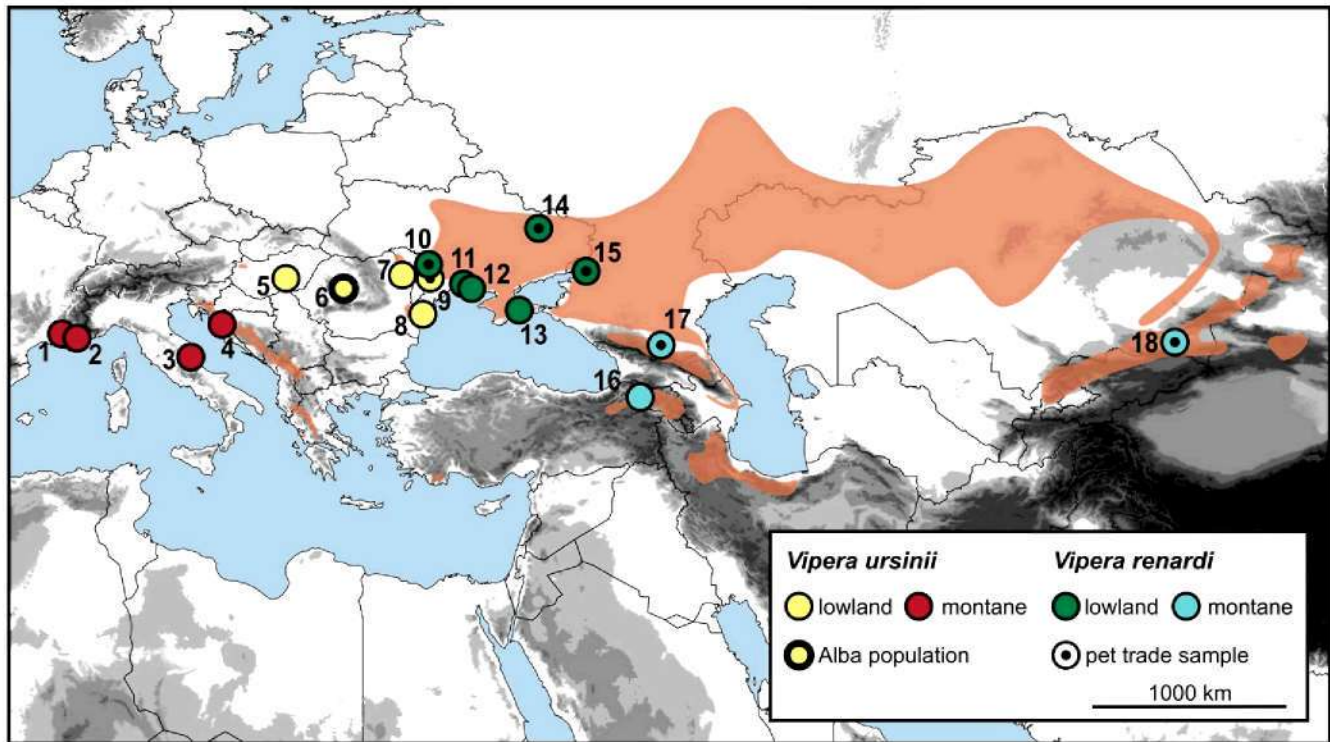 14
10
15
11
7
12
5
6
9
13
8
17
4
18
1
2
3
16
Vipera ursinii
Vipera renardi
lowland
montane
lowland
montane
Alba population
pet trade sample
1000 km